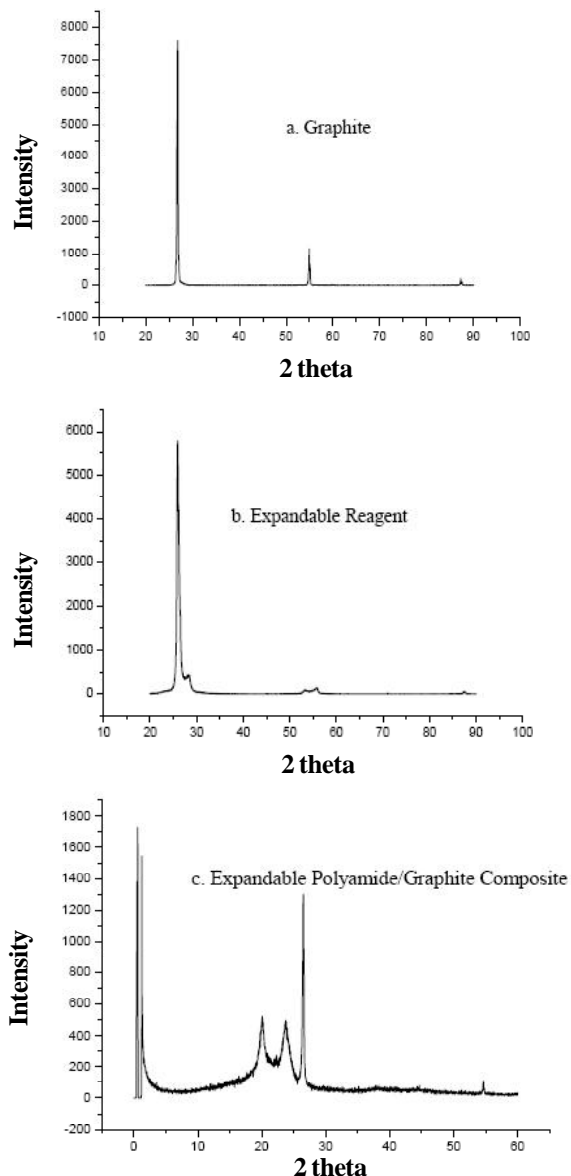 8000
7000
6000
5000
4000
3000
2000
1000
0
-1000
Intensity
a. Graphite
10 20 30 40 50 60 70 80 90 100
2 theta
6000
5000
4000
3000
2000
1000
0
Intensity
b. Expandable Reagent
10 20 30 40 50 60 70 80 90 100
2 theta
1800
1600
1400
1200
1000
800
600
400
200
0
-200
Intensity
c. Expandable Polyamide/Graphite Composite
0 10 20 30 40 50 60
2 theta